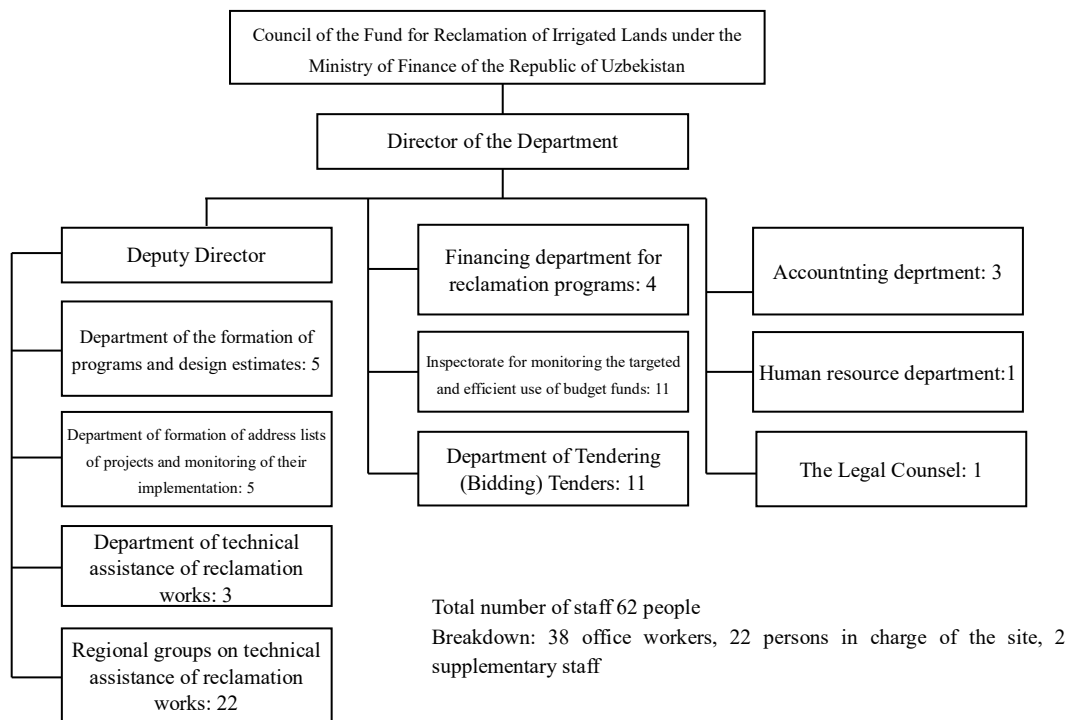 Council of the Fund for Reclamation of Irrigated Lands under the
Ministry of Finance of the Republic of Uzbekistan
Director of the Department
Deputy Director
Department of the formation of
programs and design estimates: 5
Department of formation of address lists
of projects and monitoring of their
implementation: 5
Department of technical
assistance of reclamation
works: 3
Regional groups on technical
assistance of reclamation
works: 22
Financing department for
reclamation programs: 4
Inspectorate for monitoring the targeted
and efficient use of budget funds: 11
Department of Tendering
(Bidding) Tenders: 11
Accountnting deprtment: 3
Human resource department:1
The Legal Counsel: 1
Total number of staff 62 people
Breakdown: 38 office workers, 22 persons in charge of the site, 2
supplementary staff